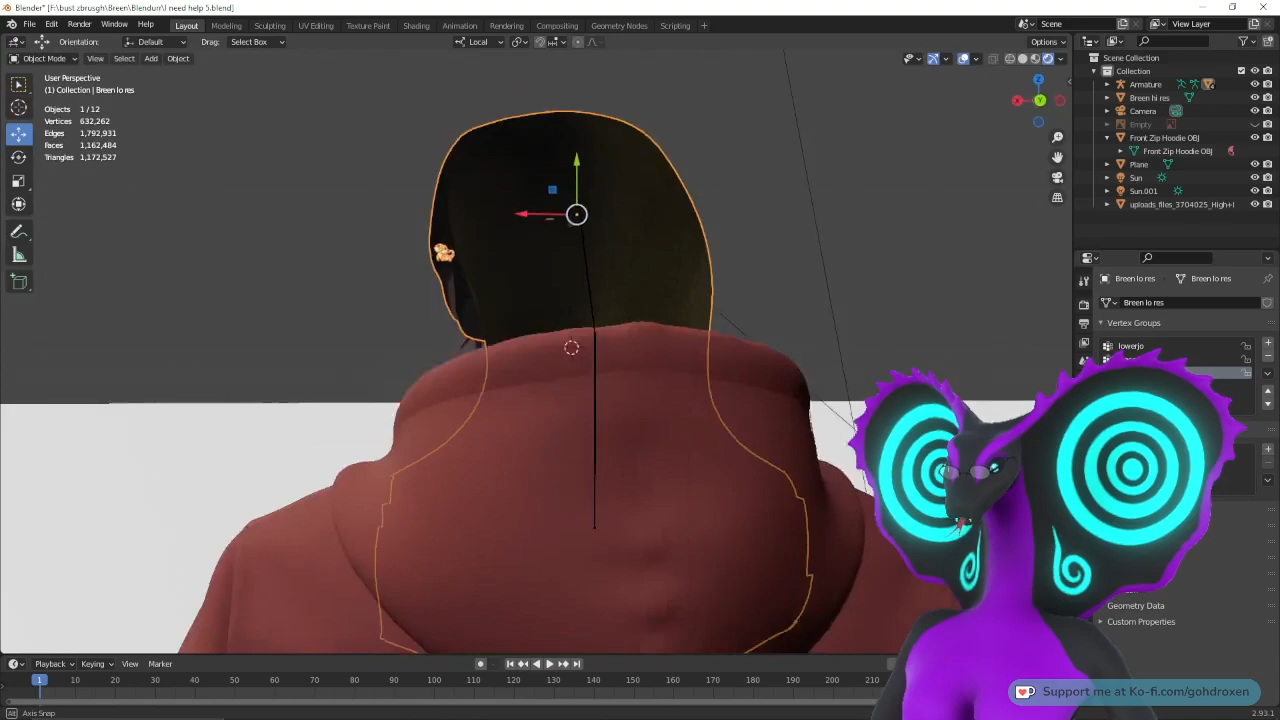 Blender* [F:\bust zbrusgh\Breen\Blendurr\I need help 5.blend]
File Edit Render Window Help Layout Modeling Sculpting UV Editing Texture Paint Shading Animation Rendering Compositing Geometry Nodes Scripting + Scene View Layer
Orientation: Default Drag: Select Box Local Options
Object Mode View Select Add Object
Scene Collection
Collection
Armature
Breen hi res
Camera
Empty
Front Zip Hoodie OBJ
Front Zip Hoodie OBJ
Plane
Sun
Sun.001
uploads_files_3704025_High+I
User Perspective
(1) Collection | Breen lo res
Objects 1 / 12
Vertices 632,262
Edges 1,792,931
Faces 1,162,484
Triangles 1,172,527
X
Y
Z
Breen lo res Breen lo res
Breen lo res
Vertex Groups
lowerjo
Geometry Data
Custom Properties
Playback Keying View Marker
1 10 20 30 40 50 60 70 80 90 100 110 120 130 140 150 160 170 180 190 200 210
Axis Snap
Support me at Ko-fi.com/gohdroxen
2.93.1